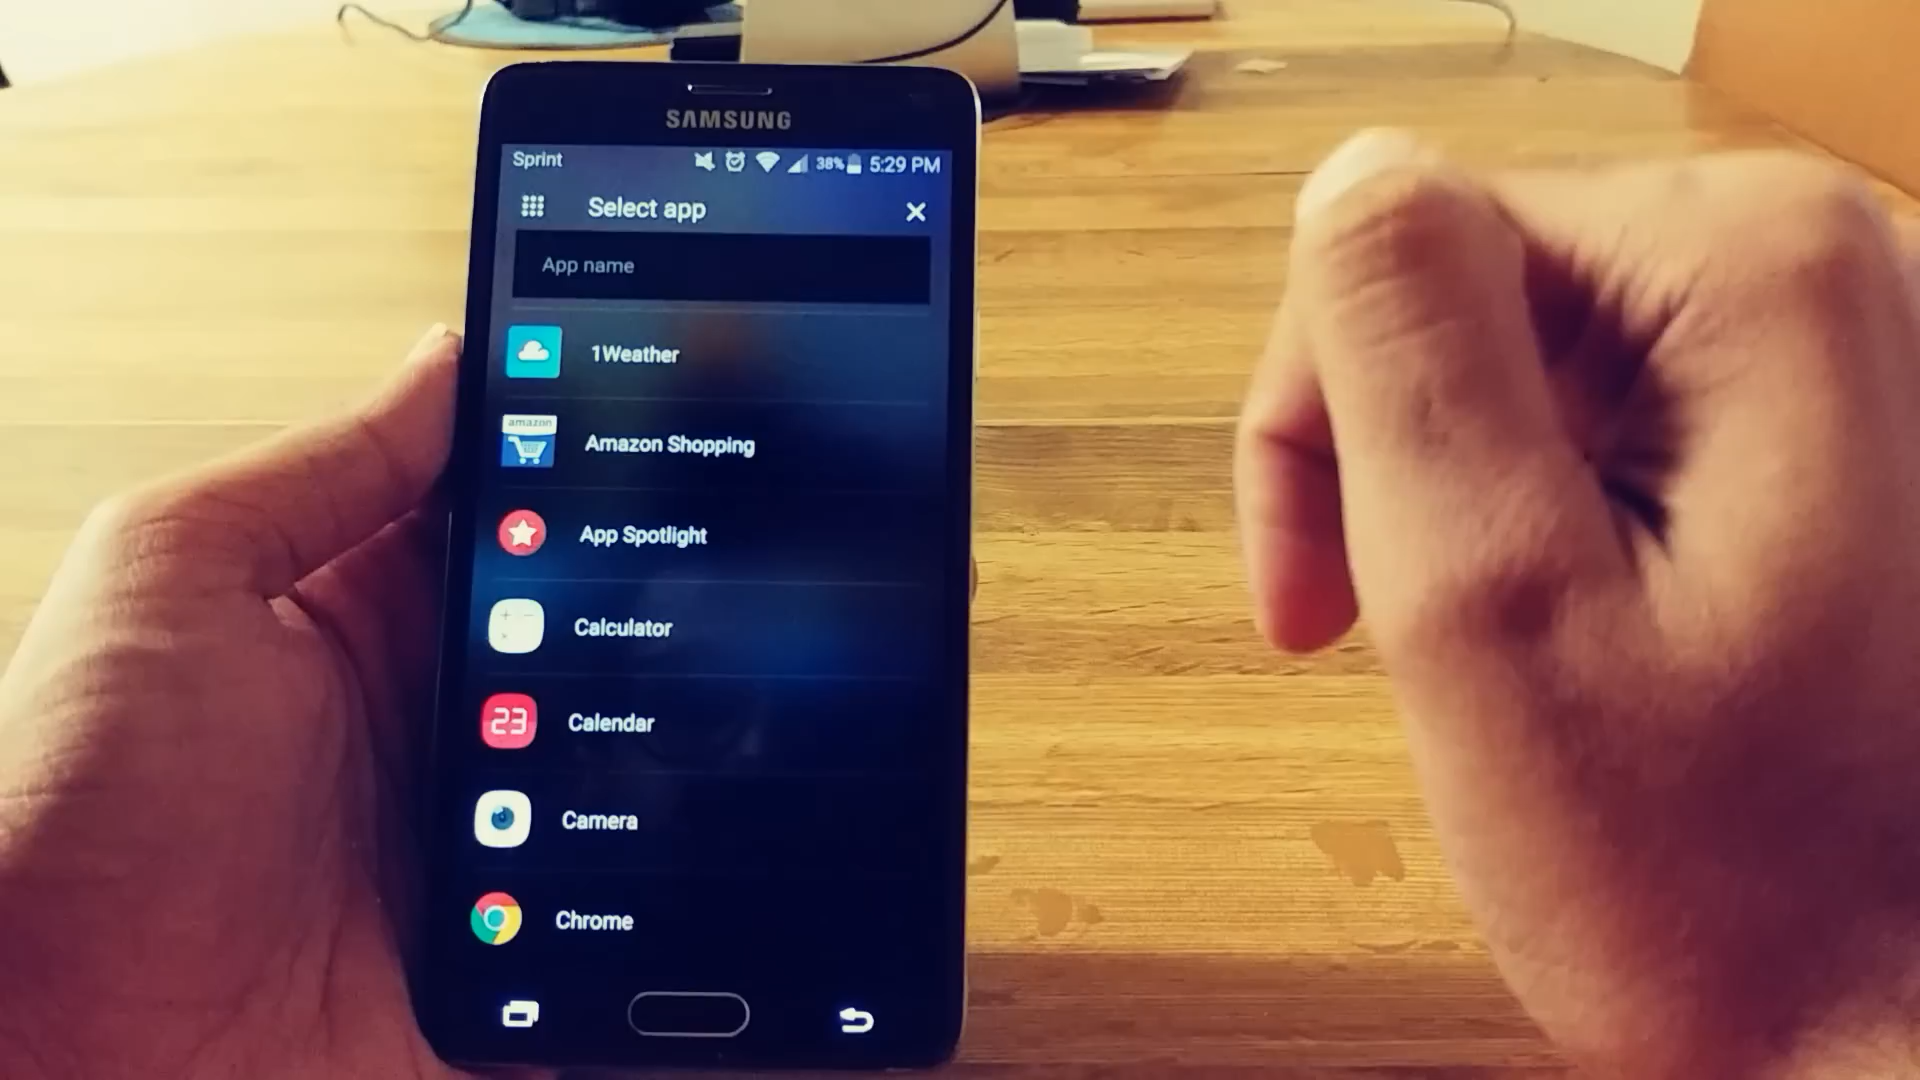 SAMSUNG
Sprint 38% 5:29 PM
Select app
App name
1Weather
amazon
Amazon Shopping
App Spotlight
Calculator
23
Calendar
Camera
Chrome